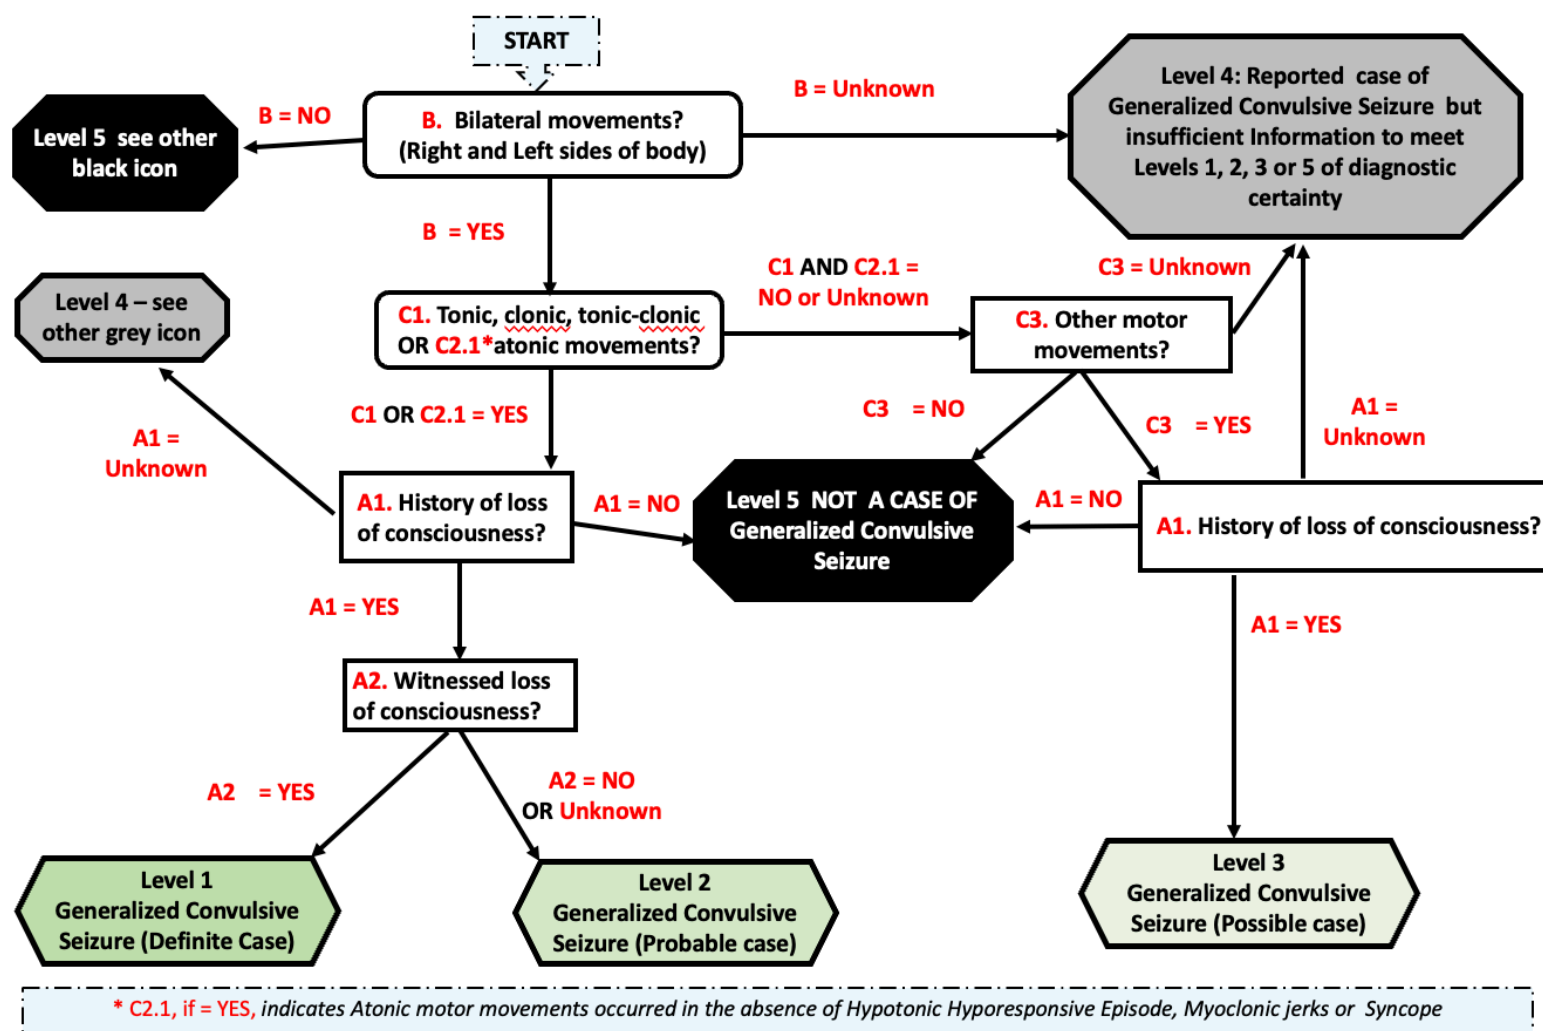 START
B = Unknown
Level 4: Reported case of
Generalized Convulsive Seizure but
insufficient Information to meet
Levels 1, 2, 3 or 5 of diagnostic
certainty
B = NO
Level 5 see other
black icon
B. Bilateral movements?
(Right and Left sides of body)
B = YES
Level 4 – see
other grey icon
C1. Tonic, clonic, tonic-clonic
OR C2.1*atonic movements?
C1 AND C2.1 =
NO or Unknown
C3 = Unknown
C3. Other motor
movements?
C1 OR C2.1 = YES
C3 = NO
C3 = YES
A1 =
Unknown
A1 =
Unknown
A1. History of loss
of consciousness?
A1 = NO
Level 5 NOT A CASE OF
Generalized Convulsive
Seizure
A1 = NO
A1. History of loss of consciousness?
A1 = YES
A1 = YES
A2. Witnessed loss
of consciousness?
A2 = YES
A2 = NO
OR Unknown
Level 1
Generalized Convulsive
Seizure (Definite Case)
Level 2
Generalized Convulsive
Seizure (Probable case)
Level 3
Generalized Convulsive
Seizure (Possible case)
* C2.1, if = YES, indicates Atonic motor movements occurred in the absence of Hypotonic Hyporesponsive Episode, Myoclonic jerks or Syncope